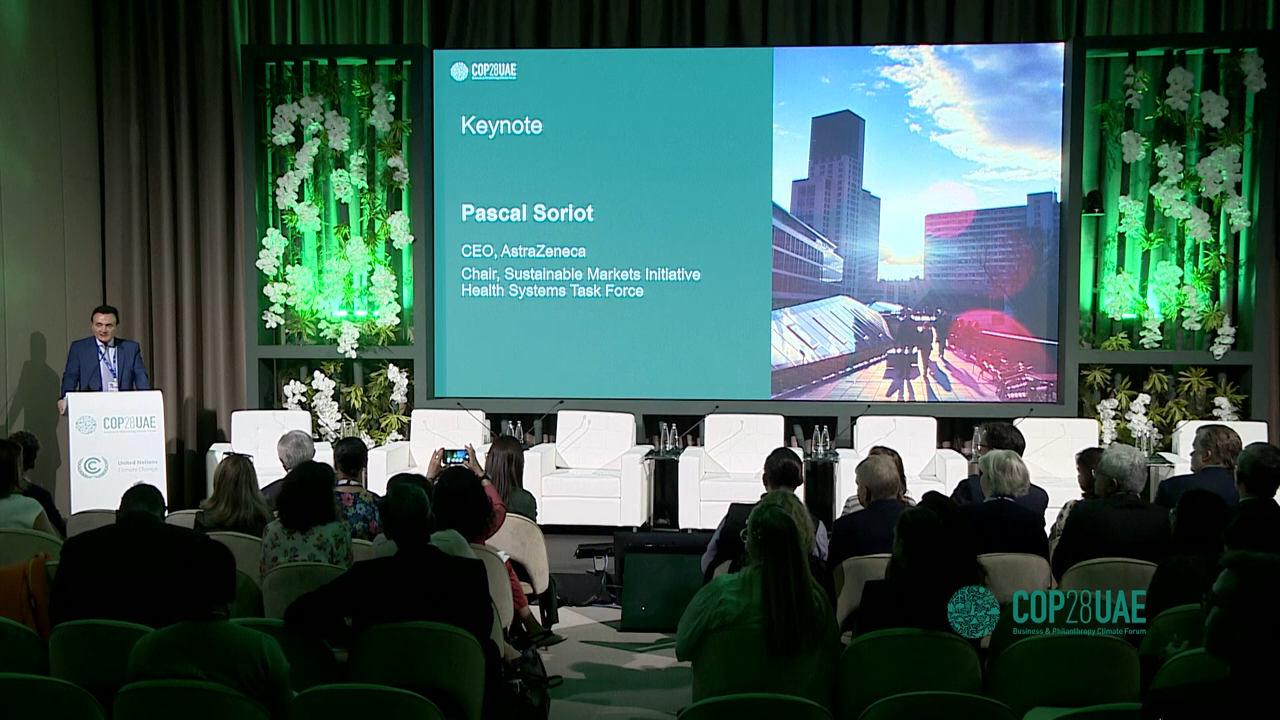 COP28UAE
Keynote
Pascal Soriot
CEO, AstraZeneca
Chair, Sustainable Markets Initiative
Health Systems Task Force
COP28UAE
United Nations
Climate Change
COP28UAE
Business & Philanthropy Climate Forum